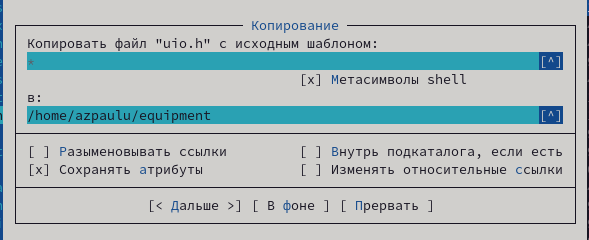 Копирование
Копировать файл "uio.h" с исходным шаблоном:
* [^]
[x] Метасимволы shell
в:
/home/azpaulu/equipment [^]
[ ] Разыменовывать ссылки [ ] Внутрь подкаталога, если есть
[x] Сохранять атрибуты [ ] Изменять относительные ссылки
[< Дальше >] [ В фоне ] [ Прервать ]